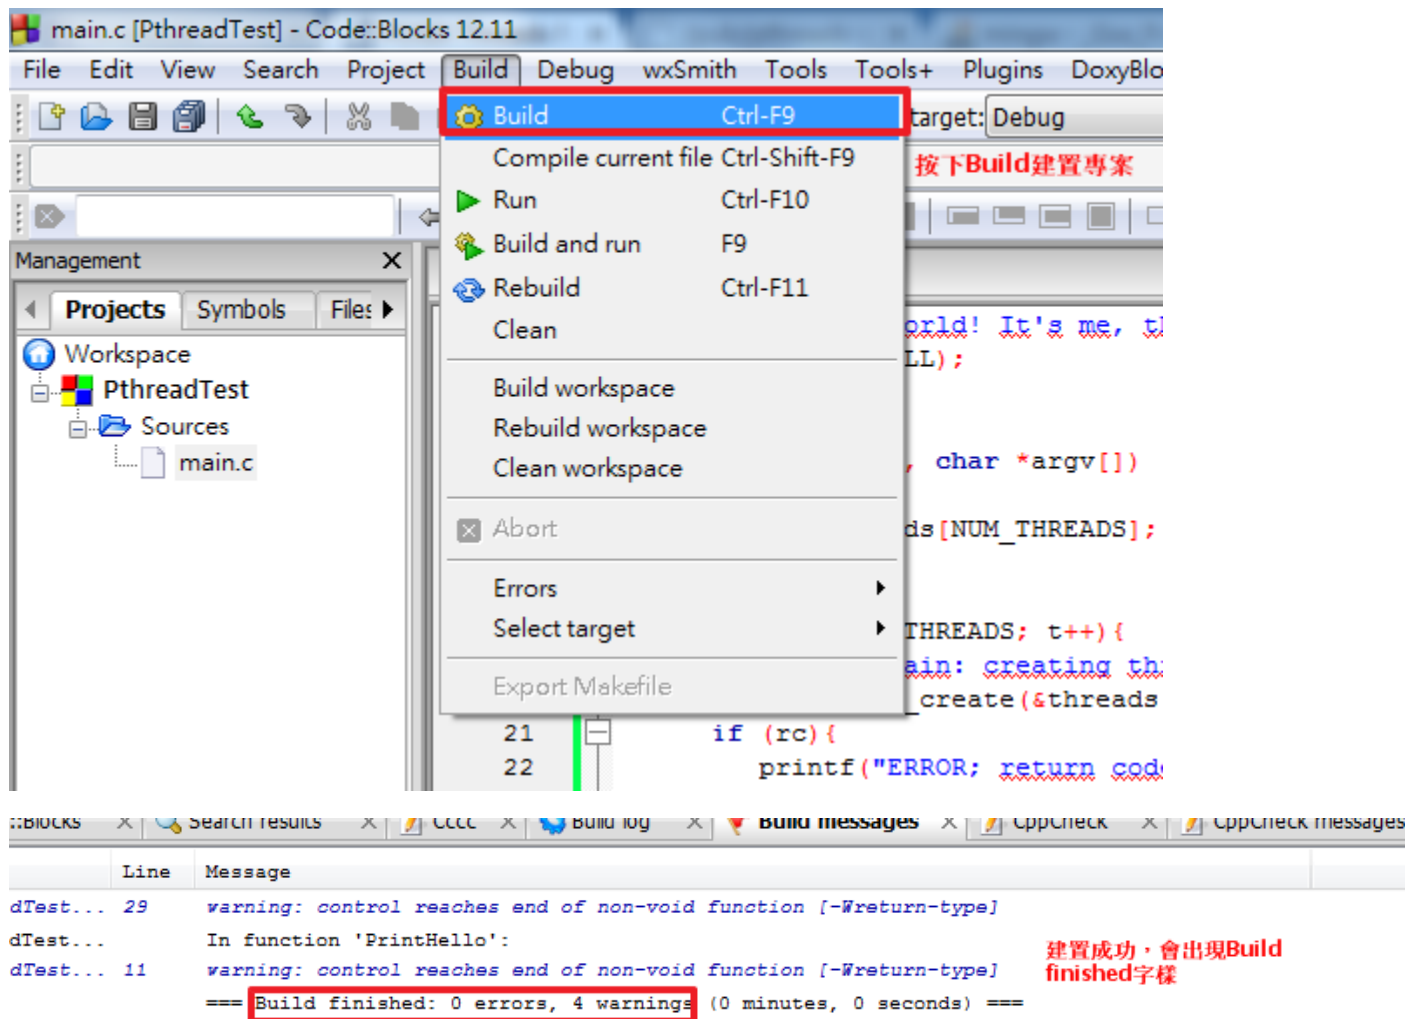 main.c [PthreadTest] - Code::Blocks 12.11
File Edit View Search Project Build Debug wxSmith Tools Tools+ Plugins DoxyBlo
Build Ctrl-F9
target: Debug
Compile current file Ctrl-Shift-F9
按下Build建置專案
Run Ctrl-F10
Build and run F9
Rebuild Ctrl-F11
Clean
Build workspace
Rebuild workspace
Clean workspace
Abort
Errors
Select target
Export Makefile
Management
Projects Symbols Files
Workspace
PthreadTest
Sources
main.c
orld! It's me, th
LL);
, char *argv[])
ds[NUM_THREADS];
THREADS; t++){
ain: creating th
_create(&threads
21 if (rc){
22 printf("ERROR; return cod
::Blocks Search results Cccc Build log Build messages CppCheck CppCheck messages
Line Message
dTest... 29 warning: control reaches end of non-void function [-Wreturn-type]
dTest... In function 'PrintHello':
dTest... 11 warning: control reaches end of non-void function [-Wreturn-type]
=== Build finished: 0 errors, 4 warnings (0 minutes, 0 seconds) ===
建置成功，會出現Build
finished字樣